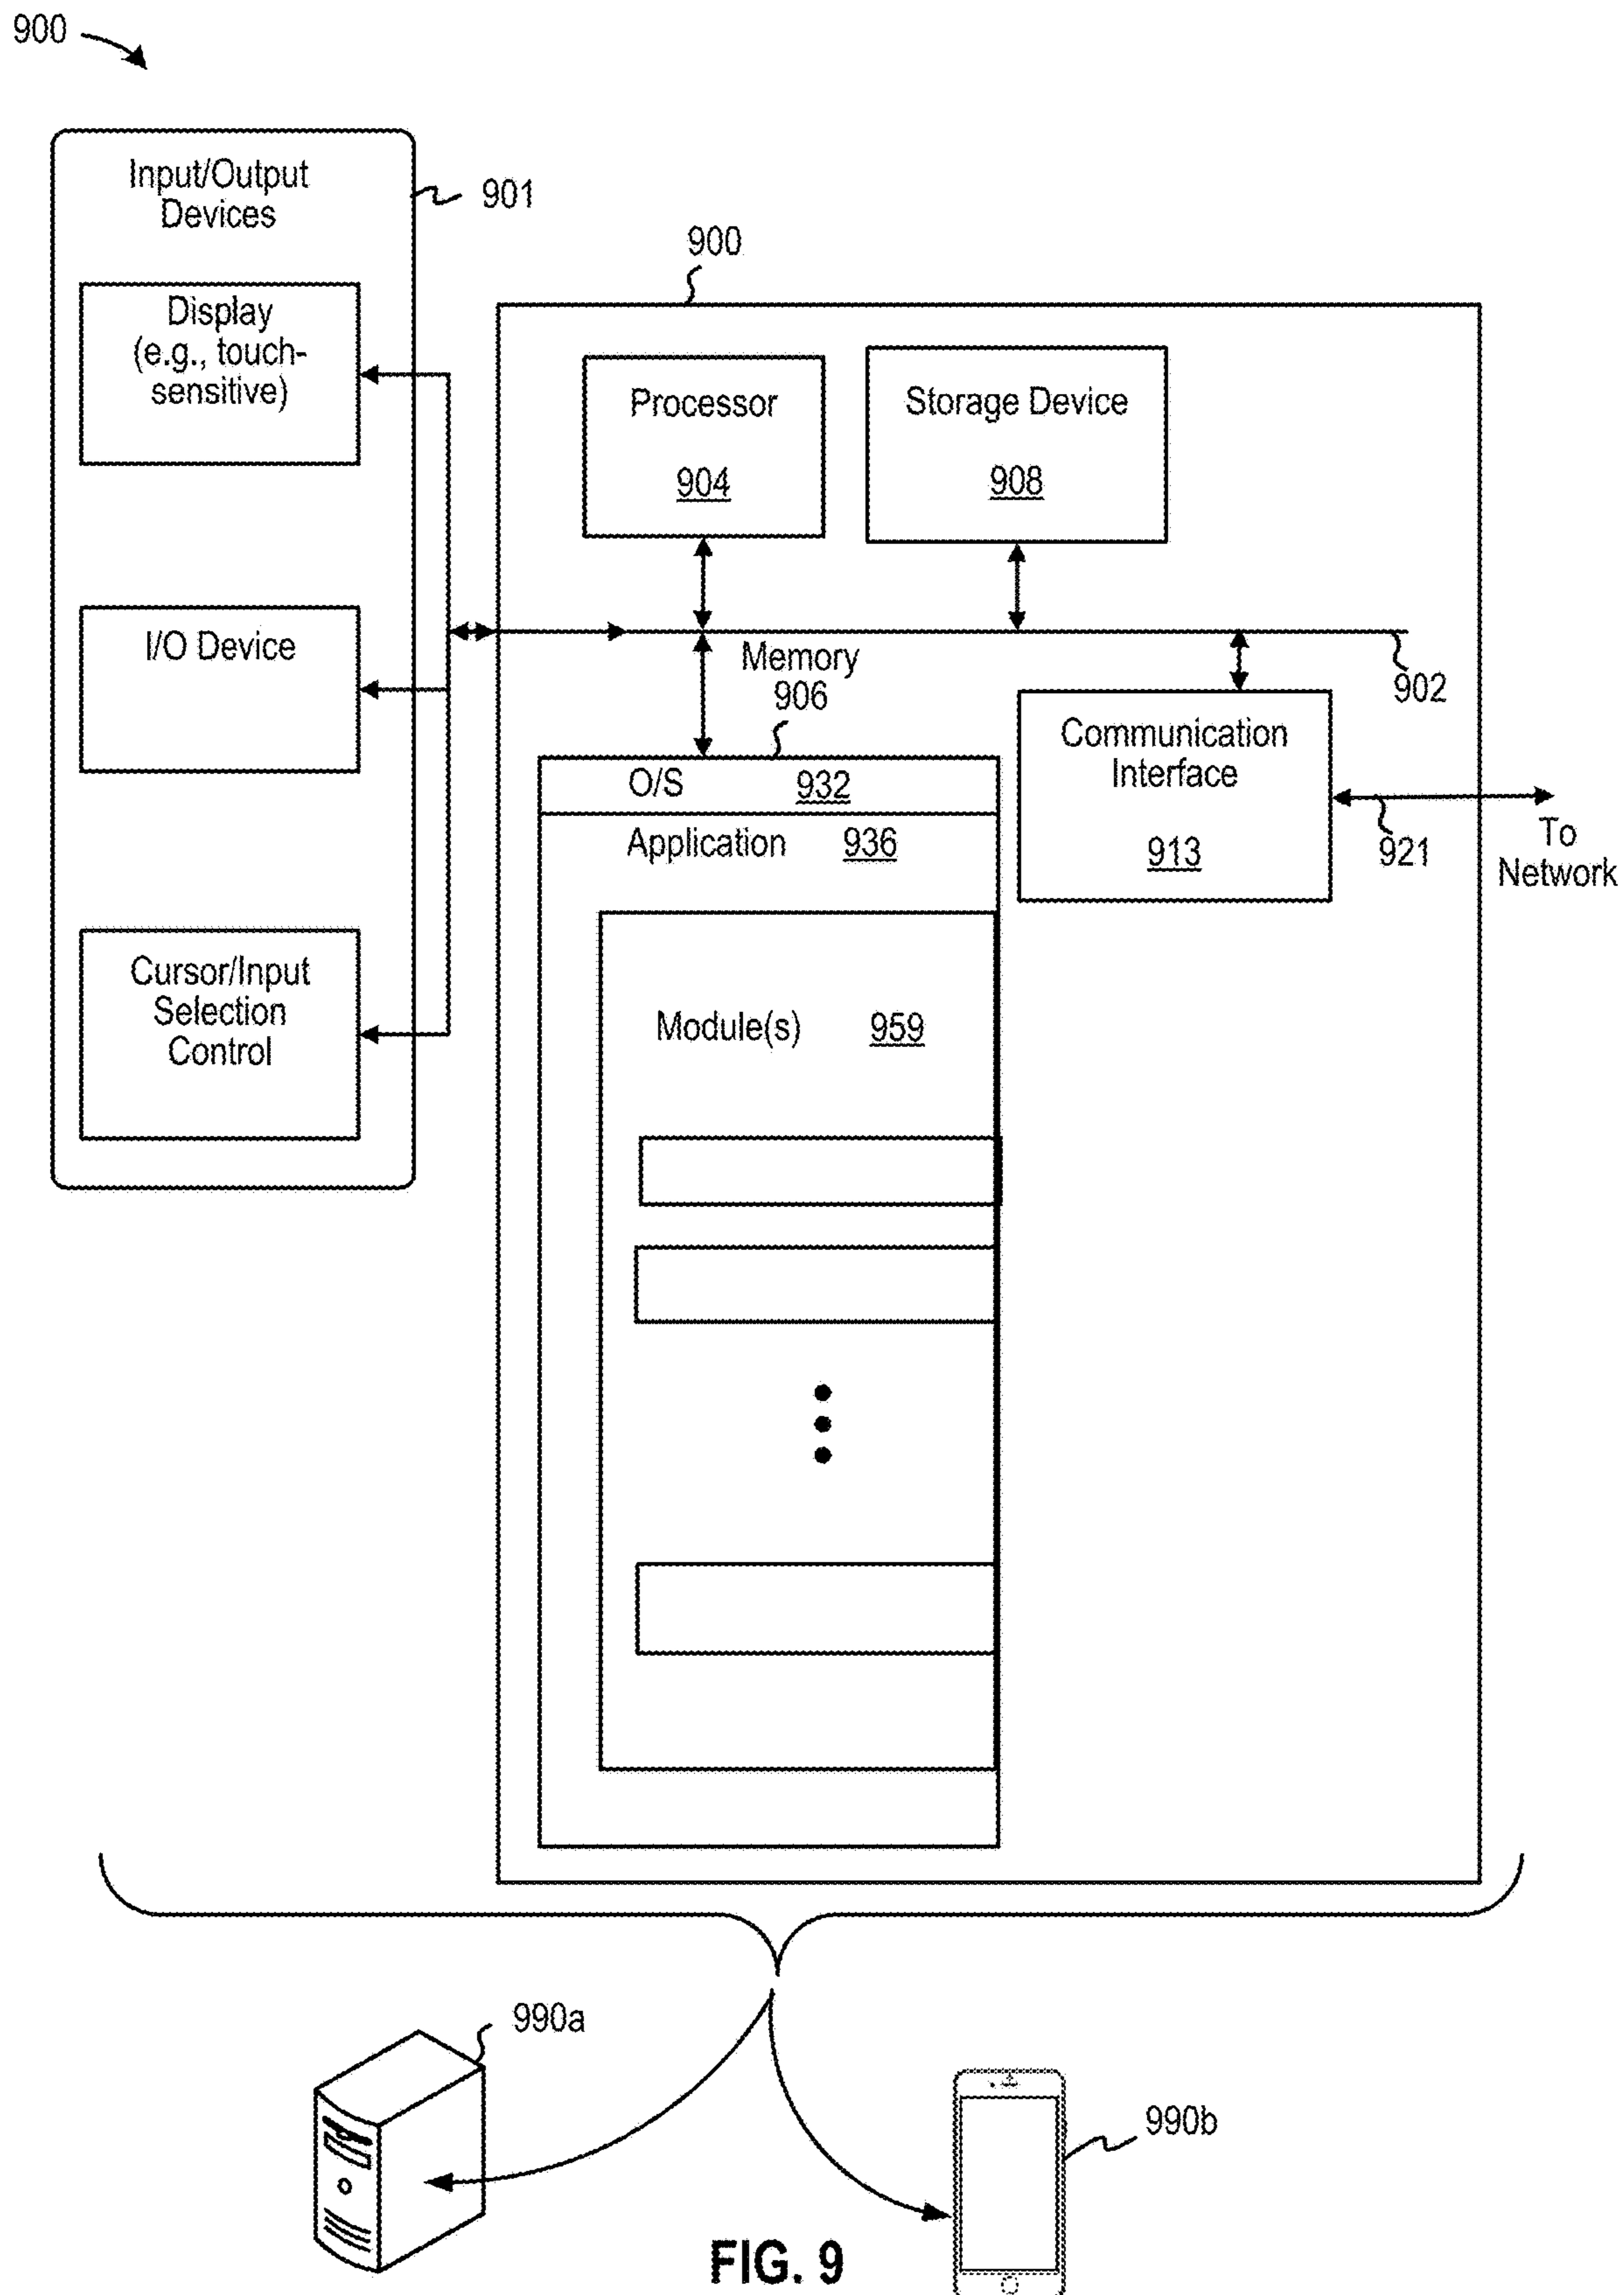 900
Input/Output
Devices
901
900
Display
(e.g., touch-
sensitive)
Processor
904
Storage Device
908
I/O Device
Memory
906
902
Communication
Interface
913
O/S 932
Application 936
921
To
Network
Cursor/Input
Selection
Control
Module(s) 959
990a
990b
FIG. 9